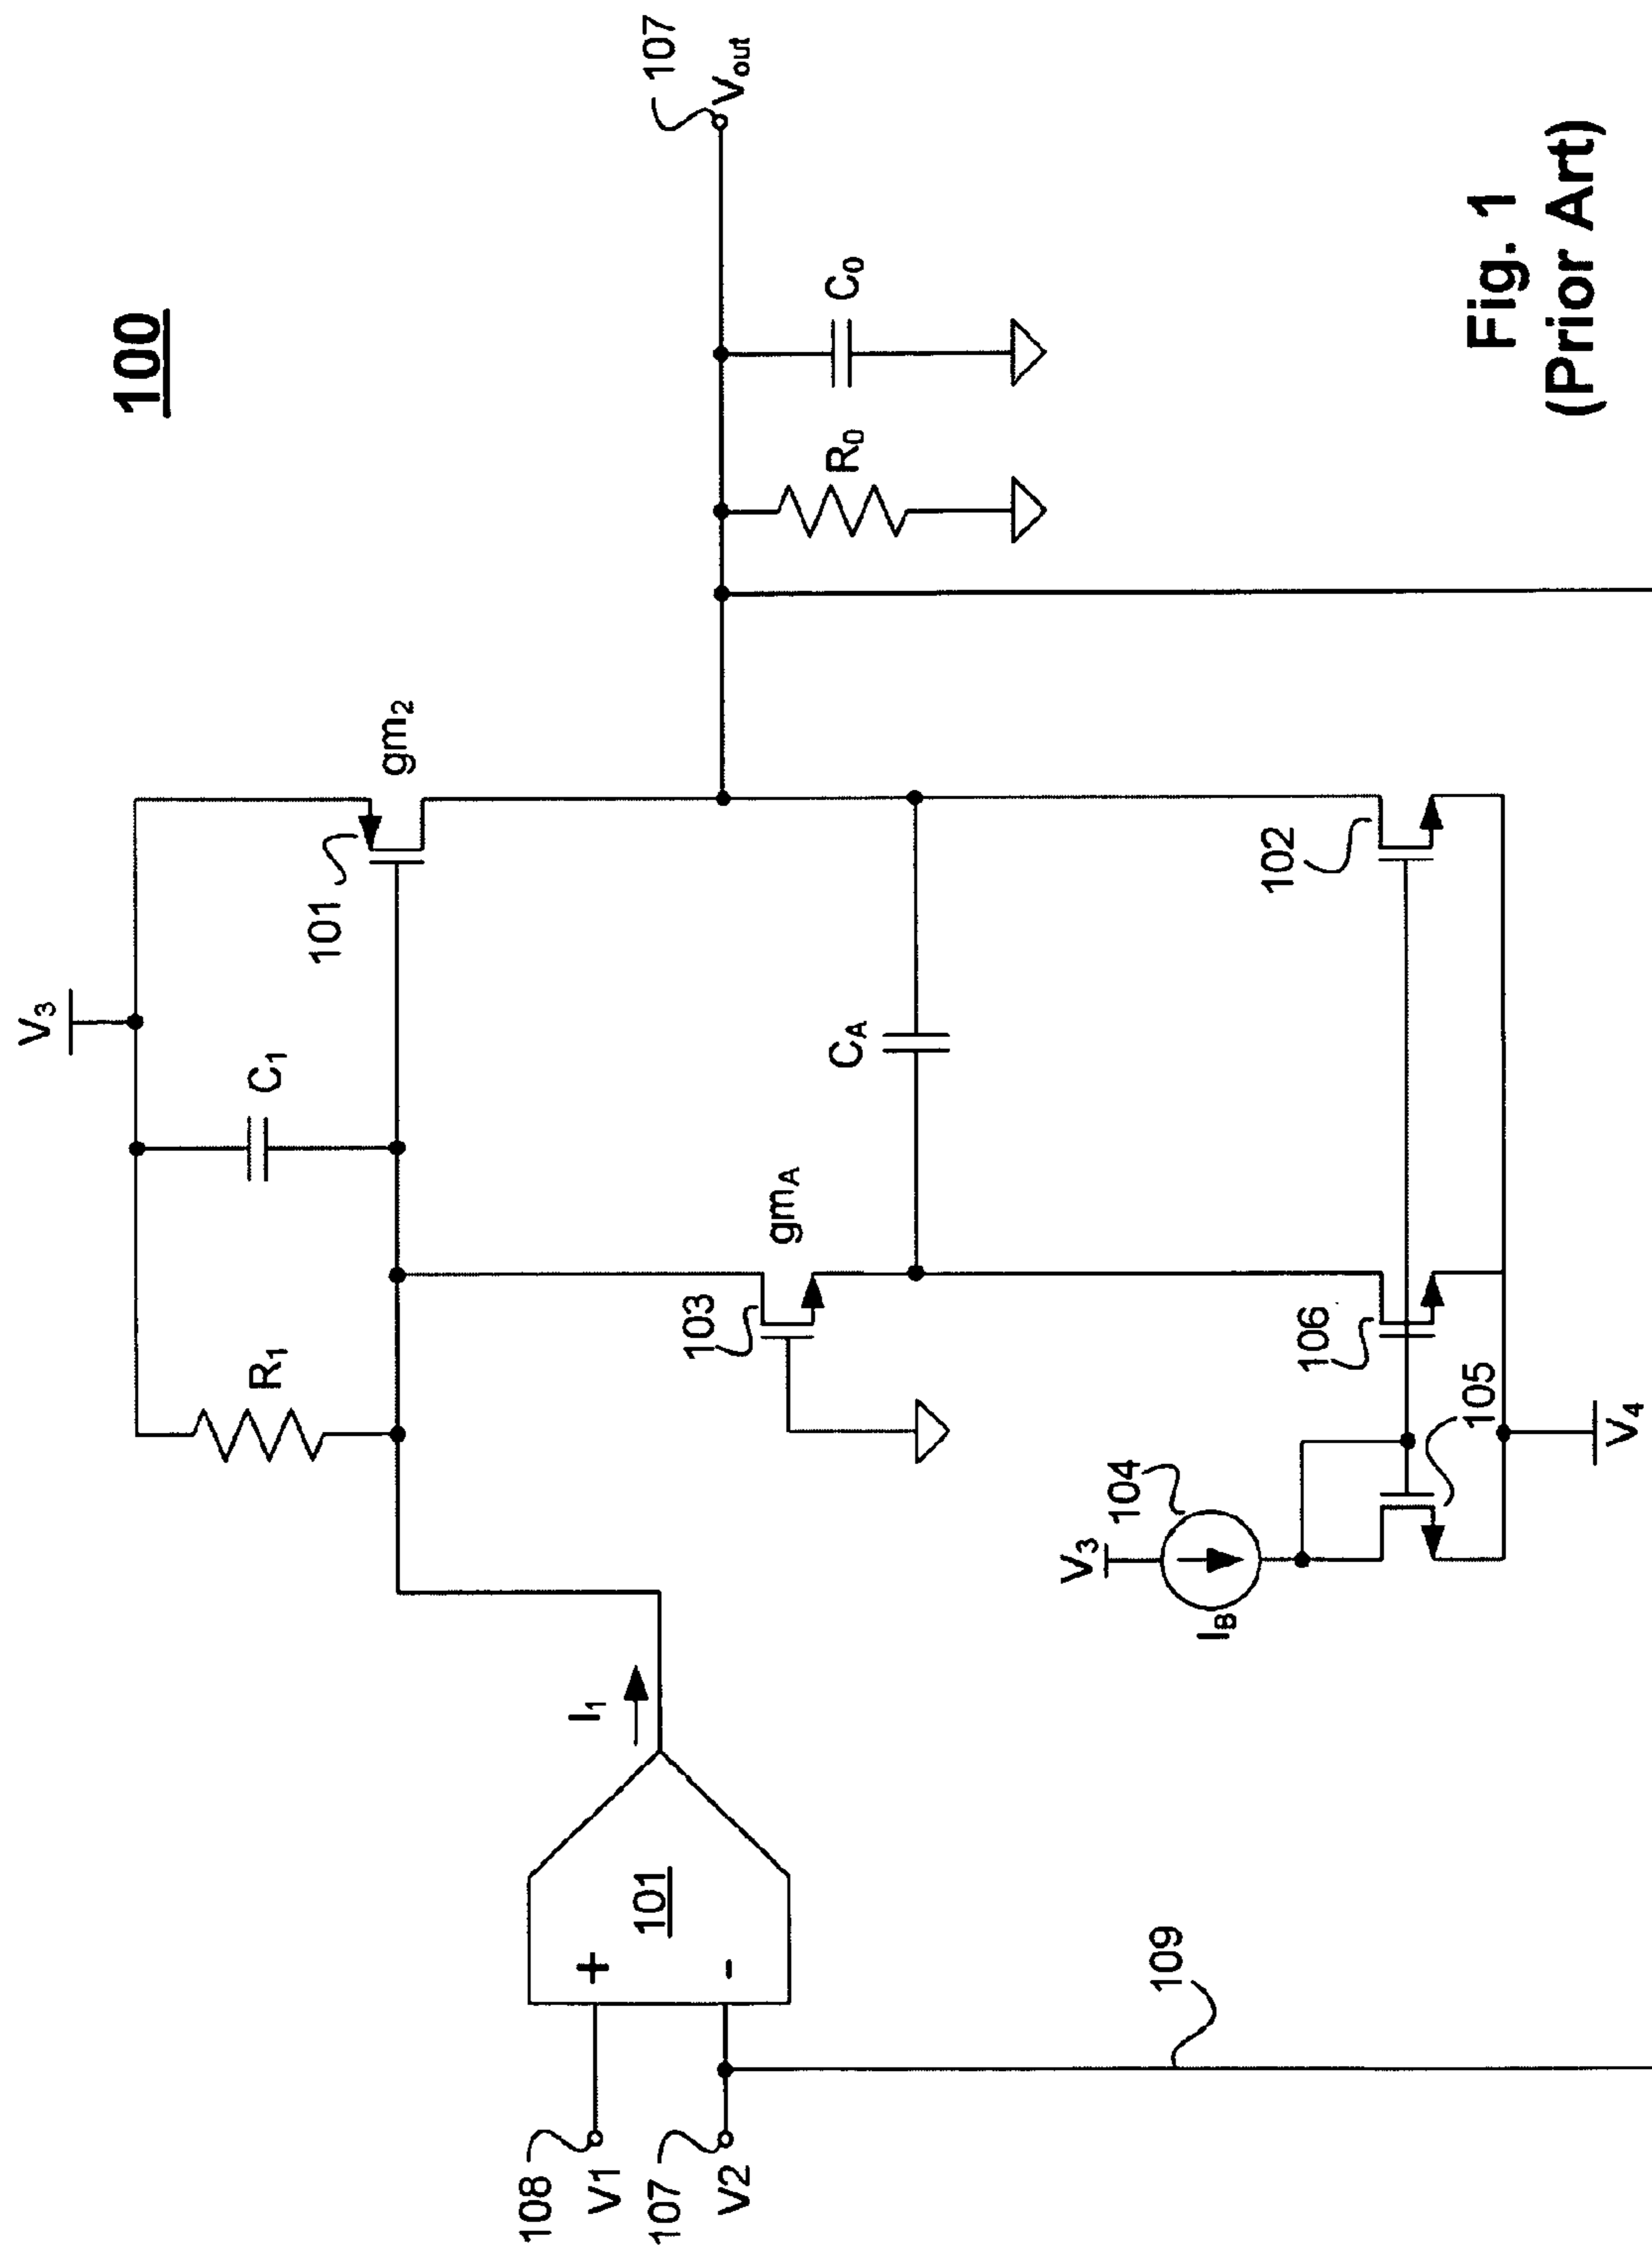 100
V3
R1
C1
101
gm2
I1
108
V1
+
101
107
V2
-
103
gmA
CA
107
Vout
R0
C0
109
V3
104
IB
106
105
102
V4
Fig. 1
(Prior Art)